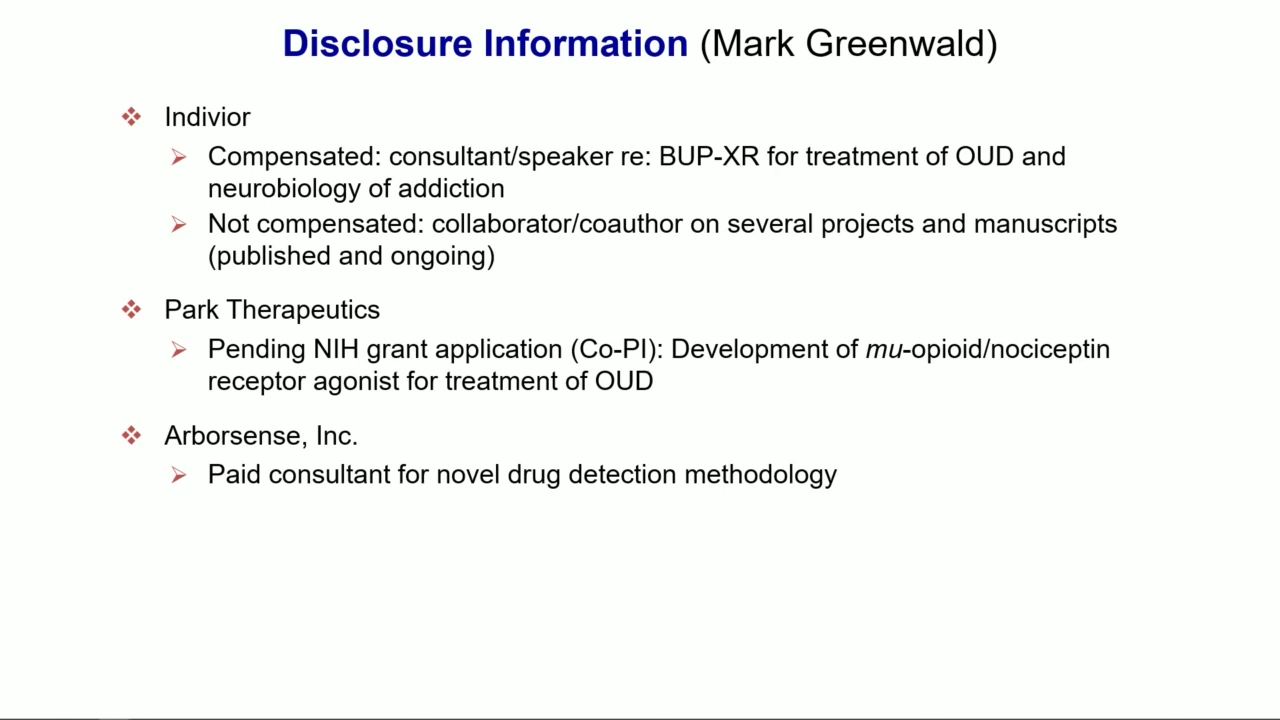 Disclosure Information (Mark Greenwald)
Indivior
Compensated: consultant/speaker re: BUP-XR for treatment of OUD and
neurobiology of addiction
Not compensated: collaborator/coauthor on several projects and manuscripts
(published and ongoing)
Park Therapeutics
Pending NIH grant application (Co-PI): Development of mu-opioid/nociceptin
receptor agonist for treatment of OUD
Arborsense, Inc.
Paid consultant for novel drug detection methodology